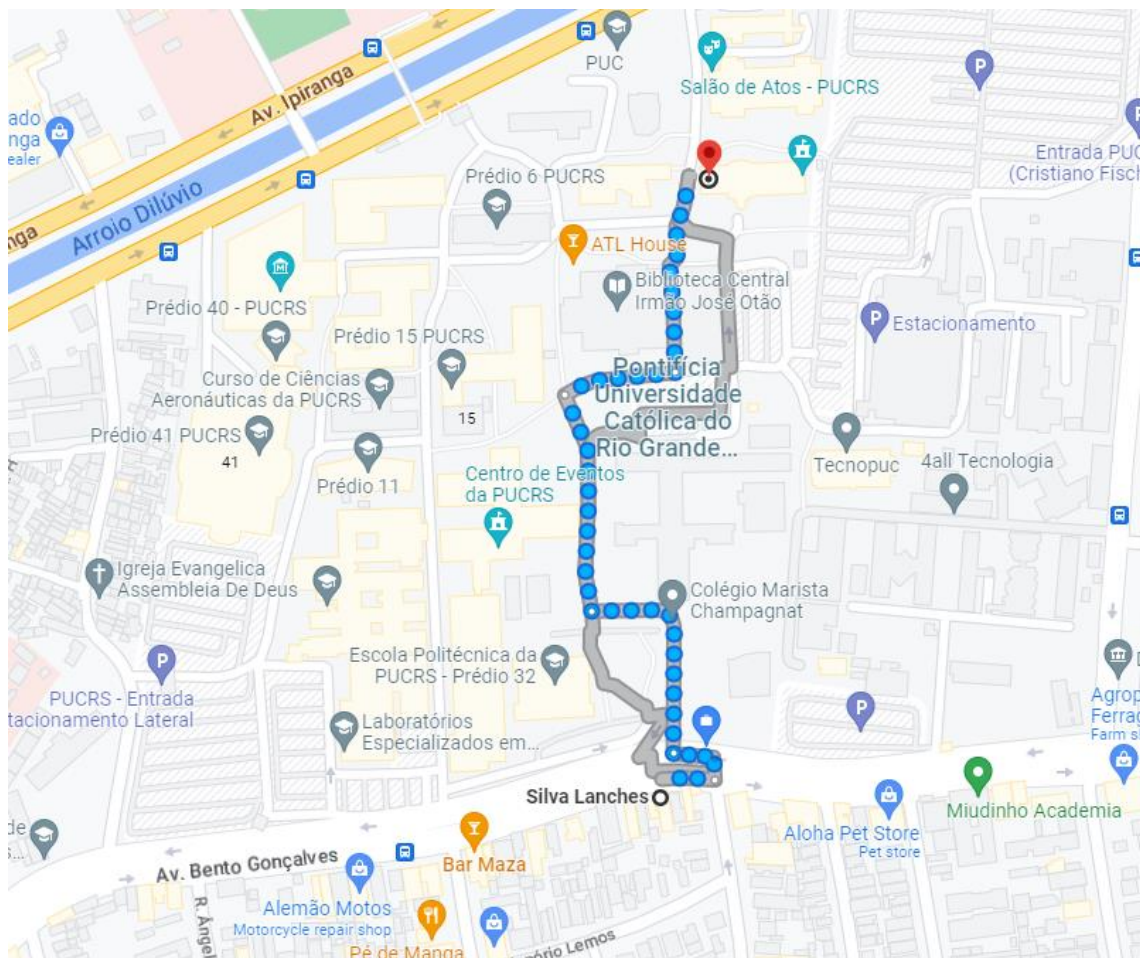 PUC
Av. Ipiranga
Salão de Atos - PUCRS
P
ado
nga
ealer
Entrada PUC
(Cristiano Fisch
P
Arroio Dilúvio
nga
Prédio 6 PUCRS
ATL House
Biblioteca Central
Irmão José Otão
Prédio 40 - PUCRS
P
Estacionamento
Prédio 15 PUCRS
Curso de Ciências
Aeronáuticas da PUCRS
Pontifícia
Universidade
Católica do
Rio Grande...
15
Prédio 41 PUCRS
41
Prédio 11
Tecnopuc
4all Tecnologia
Centro de Eventos
da PUCRS
Igreja Evangelica
Assembleia De Deus
Colégio Marista
Champagnat
Escola Politécnica da
PUCRS - Prédio 32
P
PUCRS - Entrada
tacionamento Lateral
P
D
Agrop
Ferrag
Farm s
Laboratórios
Especializados em...
Silva Lanches
Miudinho Academia
Aloha Pet Store
Pet store
de
s...
Av. Bento Gonçalves
Bar Maza
R. Ângel
Alemão Motos
Motorcycle repair shop
Pé de Manga
ório Lemos